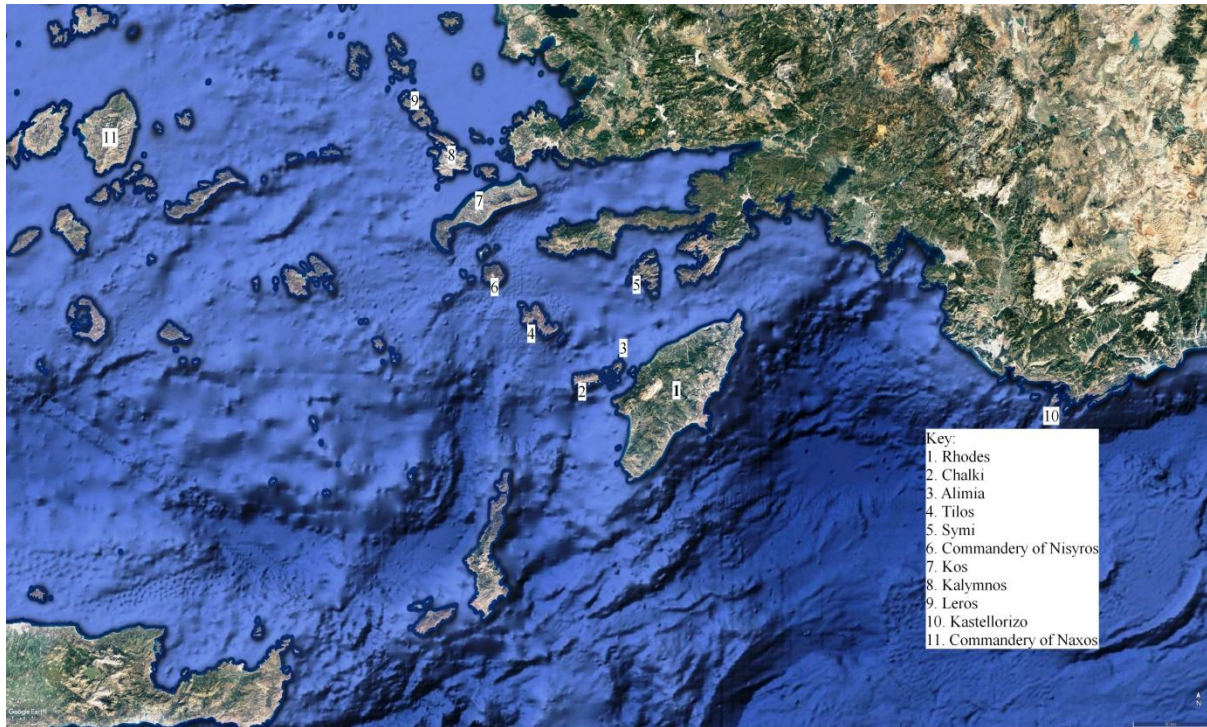 11
9
8
7
6
5
4
3
2
1
10
Key:
1. Rhodes
2. Chalki
3. Alimia
4. Tilos
5. Symi
6. Commandery of Nisyros
7. Kos
8. Kalymnos
9. Leros
10. Kastellorizo
11. Commandery of Naxos
Google Earth
N